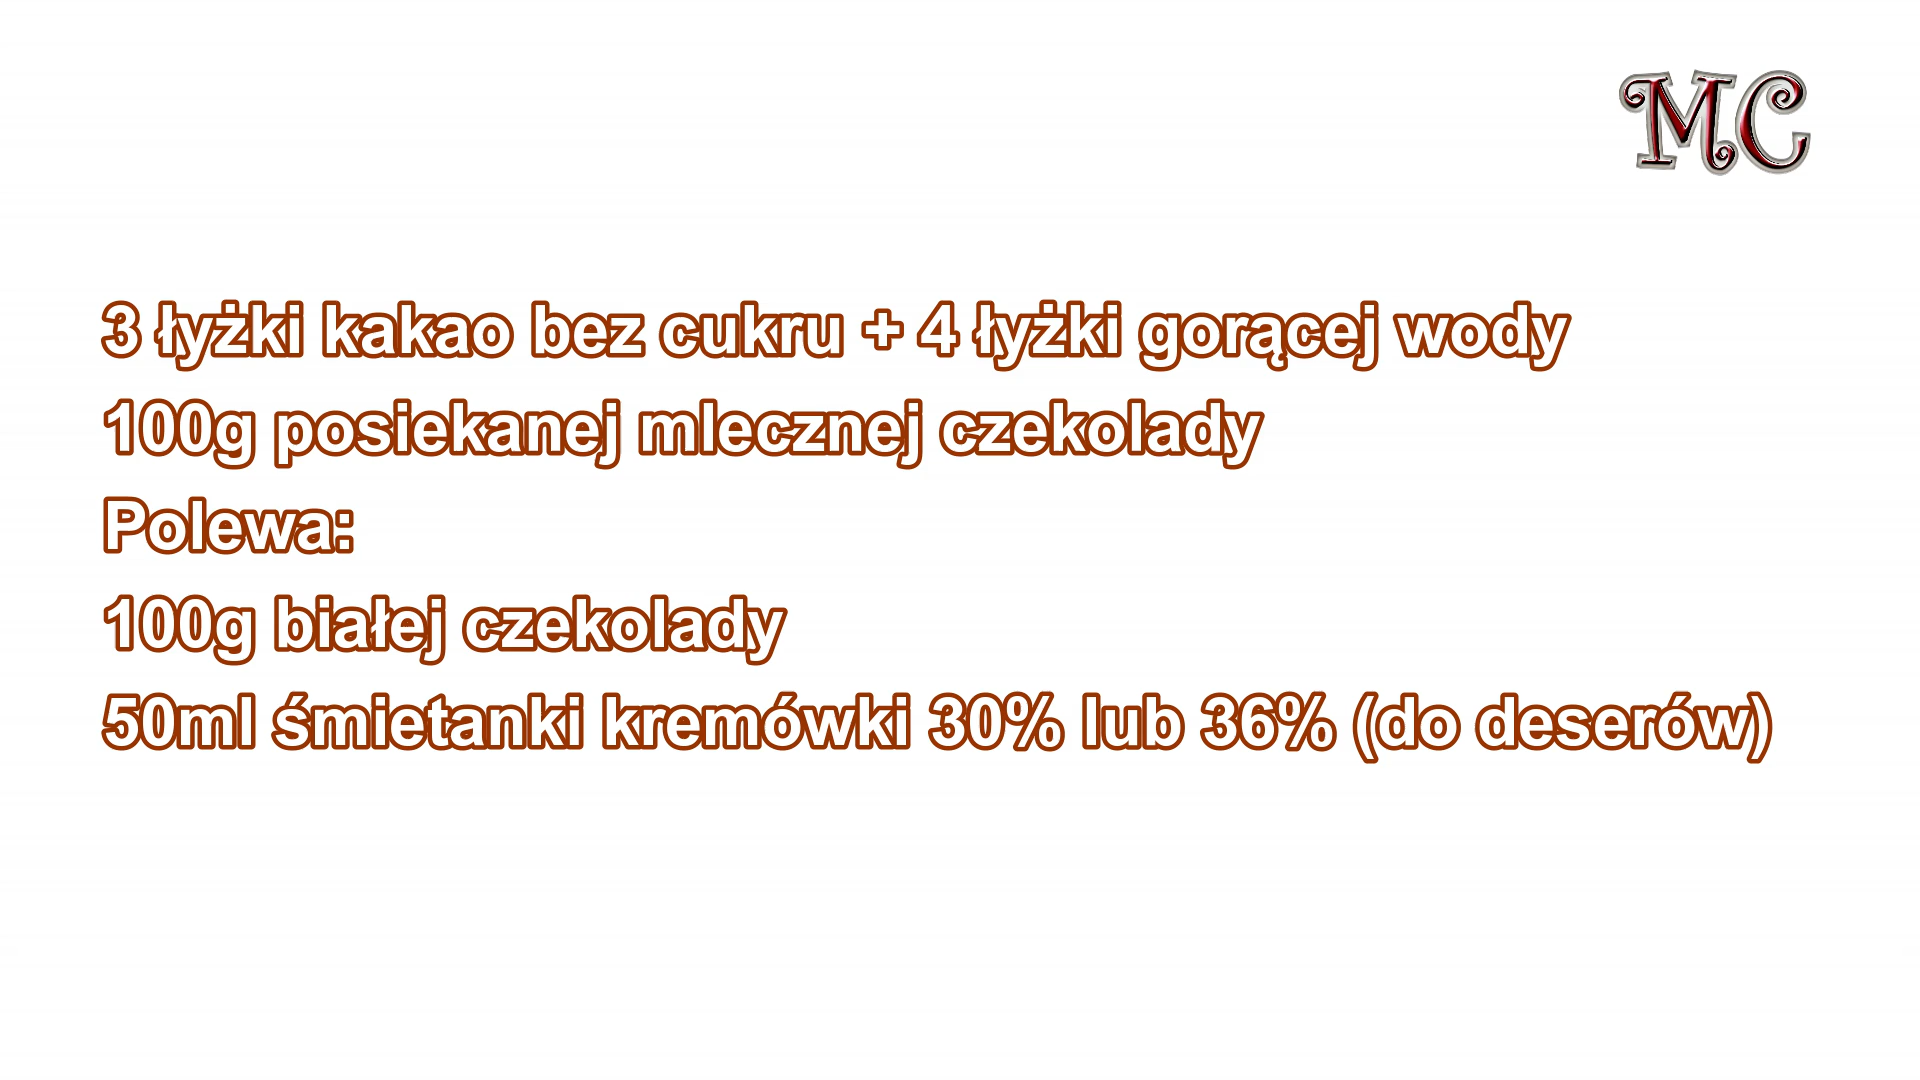 MC
3 łyżki kakao bez cukru + 4 łyżki gorącej wody
100g posiekanej mlecznej czekolady
Polewa:
100g białej czekolady
50ml śmietanki kremówki 30% lub 36% (do deserów)